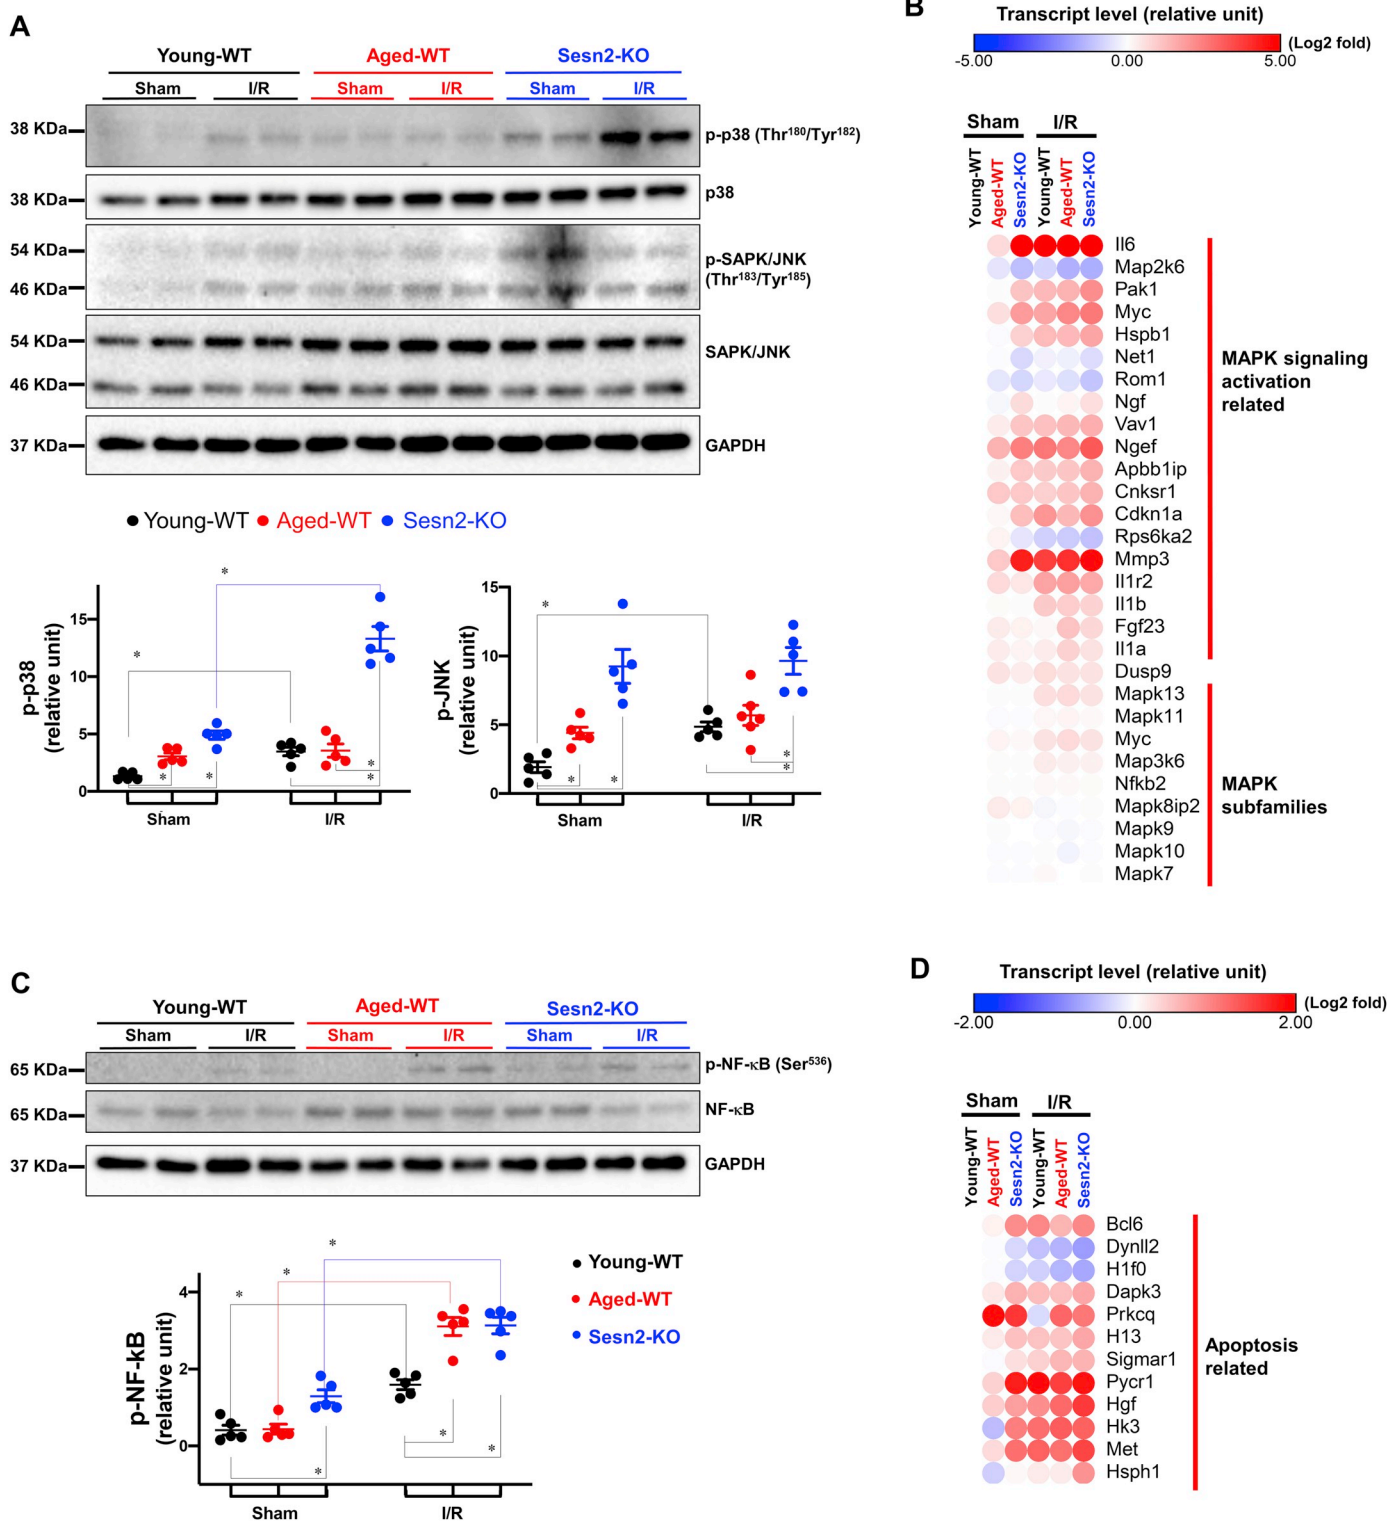 A
Young-WT Aged-WT Sesn2-KO
Sham I/R Sham I/R Sham I/R
38 KDa p-p38 (Thr180/Tyr182)
38 KDa p38
54 KDa p-SAPK/JNK
46 KDa (Thr183/Tyr185)
54 KDa SAPK/JNK
46 KDa
37 KDa GAPDH
Young-WT Aged-WT Sesn2-KO
p-p38
(relative unit)
15
10
5
0
* * * * * *
Sham I/R
p-JNK
(relative unit)
15
10
5
0
* * * * *
Sham I/R
B
Transcript level (relative unit)
(Log2 fold)
-5.00 0.00 5.00
Sham I/R
Young-WT Aged-WT Sesn2-KO Young-WT Aged-WT Sesn2-KO
Il6
Map2k6
Pak1
Myc
Hspb1
Net1
Rom1
Ngf
Vav1
Ngef
Apbb1ip
Cnksr1
Cdkn1a
Rps6ka2
Mmp3
Il1r2
Il1b
Fgf23
Il1a
Dusp9
Mapk13
Mapk11
Myc
Map3k6
Nfkb2
Mapk8ip2
Mapk9
Mapk10
Mapk7
MAPK signaling
activation
related
MAPK
subfamilies
C
Young-WT Aged-WT Sesn2-KO
Sham I/R Sham I/R Sham I/R
65 KDa p-NF-κB (Ser536)
65 KDa NF-κB
37 KDa GAPDH
Young-WT
Aged-WT
Sesn2-KO
p-NF-kB
(relative unit)
4
2
0
* * * * * *
Sham I/R
D
Transcript level (relative unit)
(Log2 fold)
-2.00 0.00 2.00
Sham I/R
Young-WT Aged-WT Sesn2-KO Young-WT Aged-WT Sesn2-KO
Bcl6
Dynll2
H1f0
Dapk3
Prkcq
H13
Sigmar1
Pycr1
Hgf
Hk3
Met
Hsph1
Apoptosis
related